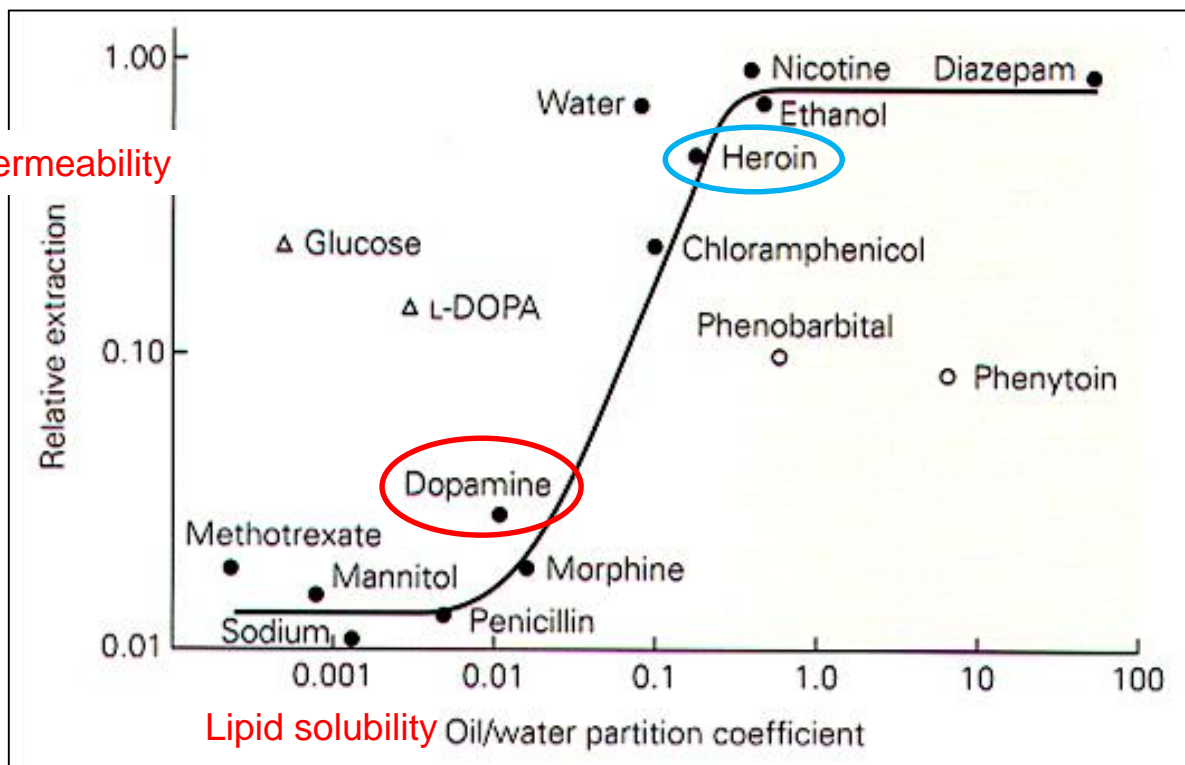 1.00
Nicotine
Diazepam
Water
Ethanol
ermeability
Heroin
Relative extraction
Glucose
Chloramphenicol
L-DOPA
Phenobarbital
0.10
Phenytoin
Dopamine
Methotrexate
Morphine
Mannitol
Penicillin
Sodium
0.01
0.001 0.01 0.1 1.0 10 100
Lipid solubility Oil/water partition coefficient